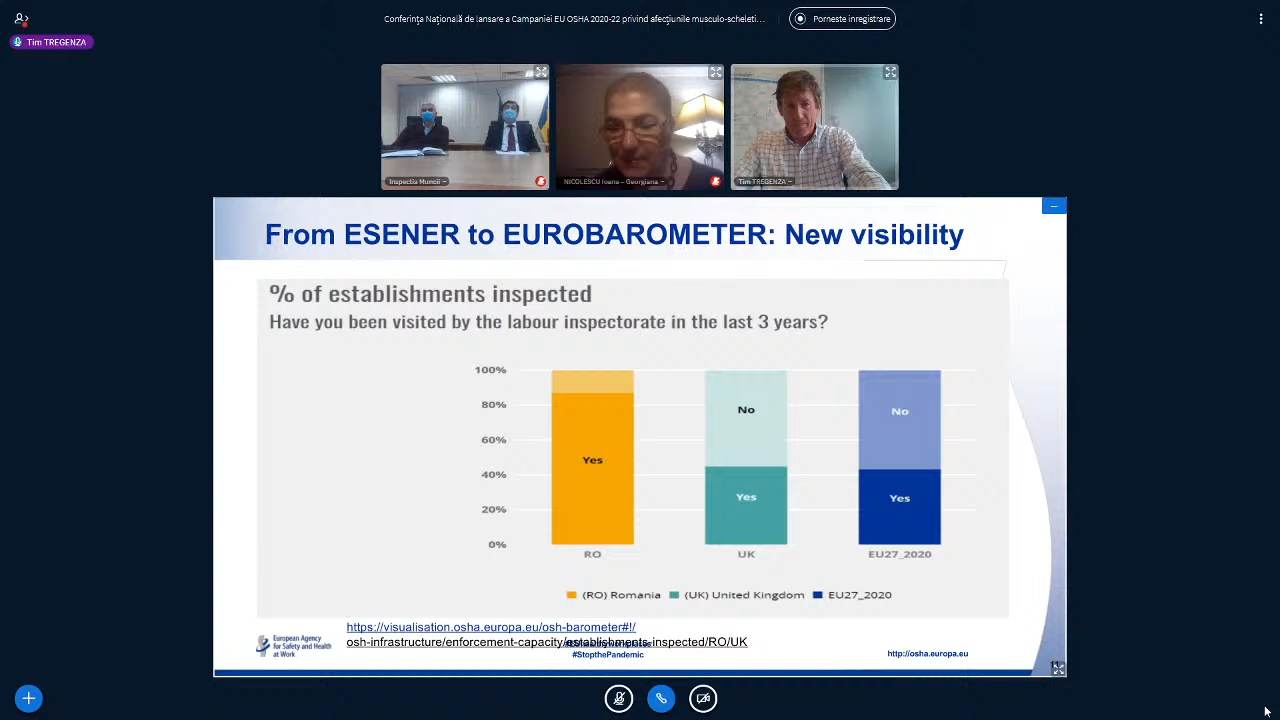 Conferința Națională de lansare a Campaniei EU OSHA 2020-22 privind afecțiunile musculo-scheleti...
Porneste inregistrare
Tim TREGENZA
Inspectia Muncii
NICOLESCU Ioana - Georgiana
Tim TREGENZA
From ESENER to EUROBAROMETER: New visibility
% of establishments inspected
Have you been visited by the labour inspectorate in the last 3 years?
100%
80%
60%
40%
20%
0%
Yes
No
Yes
No
Yes
RO
UK
EU27_2020
(RO) Romania
(UK) United Kingdom
EU27_2020
https://visualisation.osha.europa.eu/osh-barometer#!/
osh-infrastructure/enforcement-capacity/establishments-inspected/RO/UK
#StopthePandemic
European Agency
for Safety and Health
at Work
http://osha.europa.eu